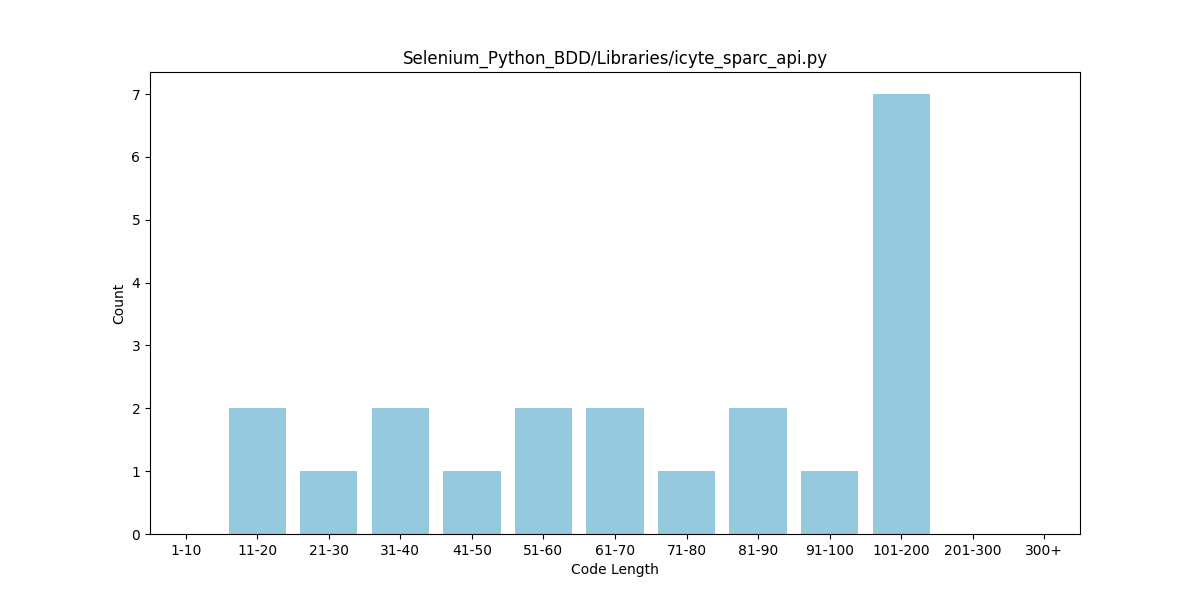 Selenium_Python_BDD/Libraries/icyte_sparc_api.py
7
6
5
4
3
2
1
0
Count
1-10 11-20 21-30 31-40 41-50 51-60 61-70 71-80 81-90 91-100 101-200 201-300 300+
Code Length